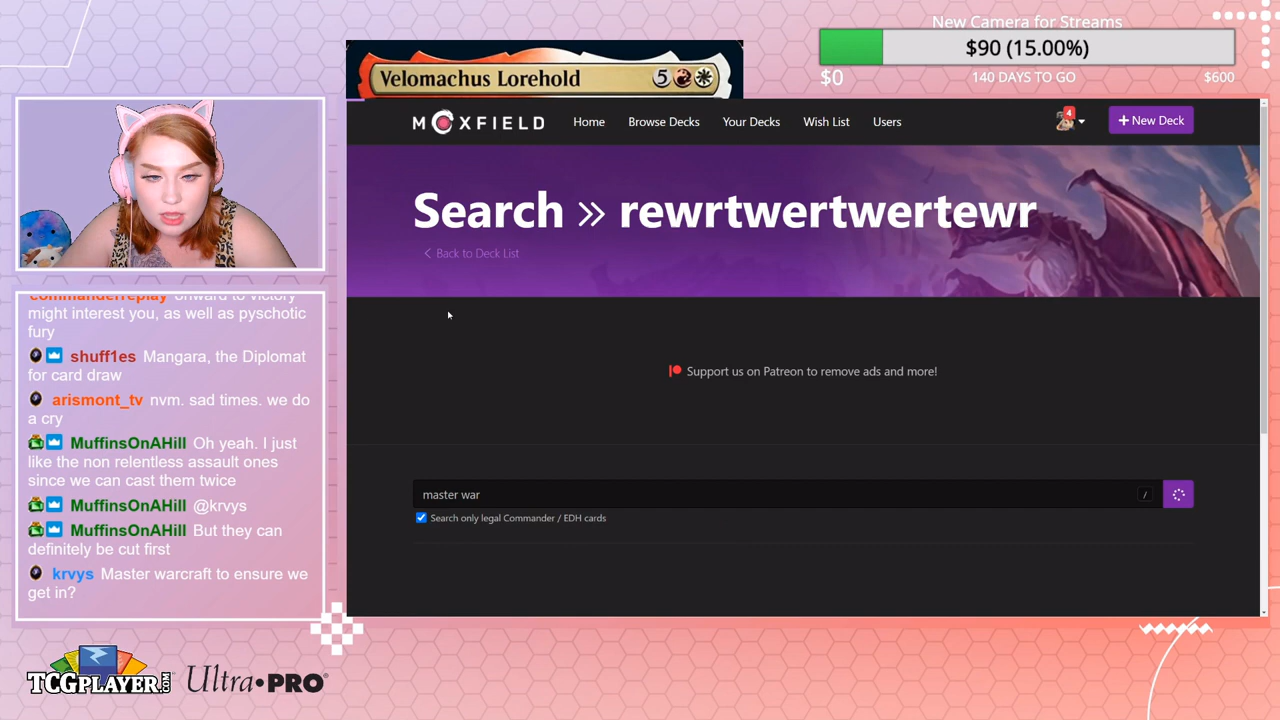 New Camera for Streams
$90 (15.00%)
$0
140 DAYS TO GO
$600
Velomachus Lorehold
5
MOXFIELD
Home
Browse Decks
Your Decks
Wish List
Users
4
+ New Deck
Search » rewrtwertwertewr
< Back to Deck List
Support us on Patreon to remove ads and more!
master war
/
Search only legal Commander / EDH cards
commanderreplay onward to victory
might interest you, as well as pyschotic
fury
shuff1es Mangara, the Diplomat
for card draw
arismont_tv nvm. sad times. we do
a cry
MuffinsOnAHill Oh yeah. I just
like the non relentless assault ones
since we can cast them twice
MuffinsOnAHill @krvys
MuffinsOnAHill But they can
definitely be cut first
krvys Master warcraft to ensure we
get in?
TCGPLAYER.COM
Ultra•PRO